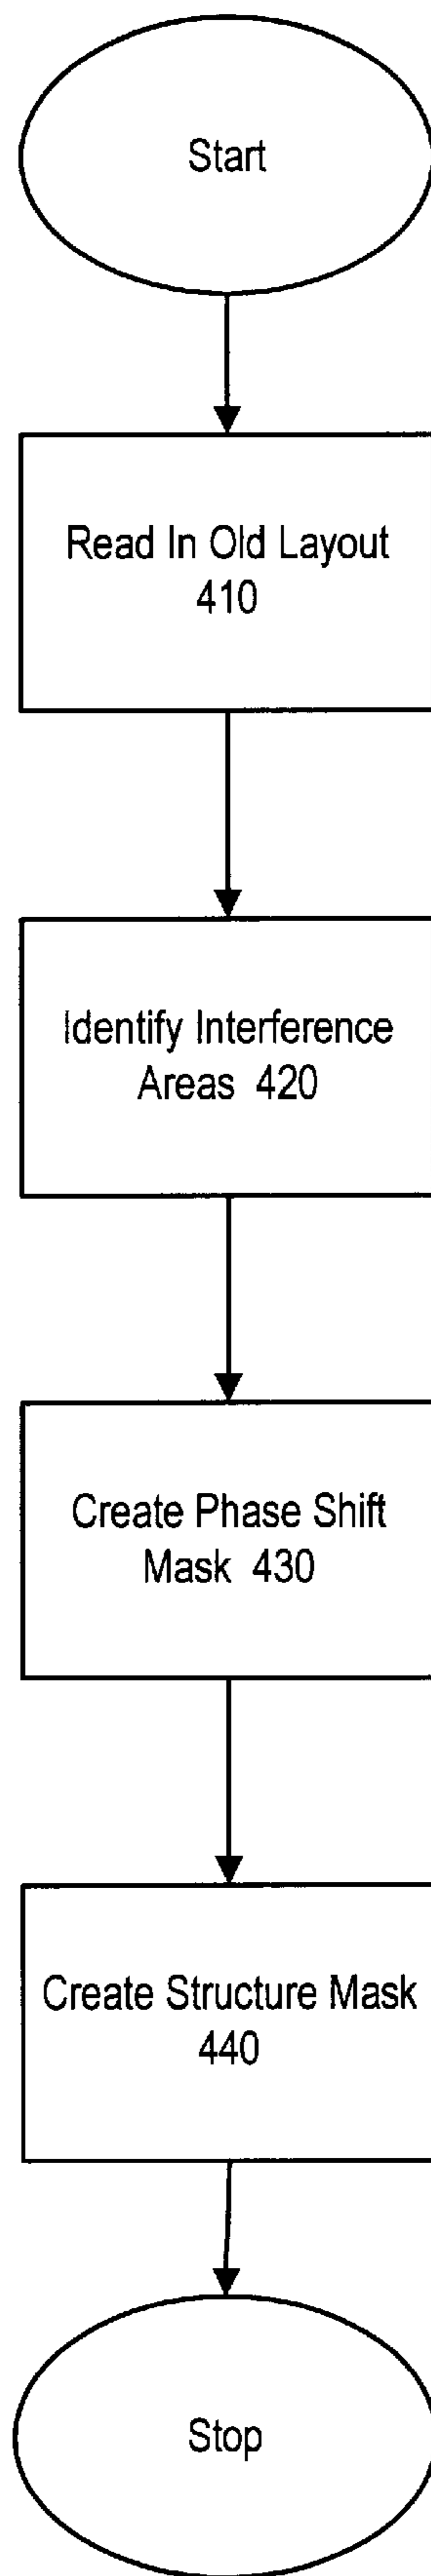 Start
Read In Old Layout
410
Identify Interference
Areas 420
Create Phase Shift
Mask 430
Create Structure Mask
440
Stop